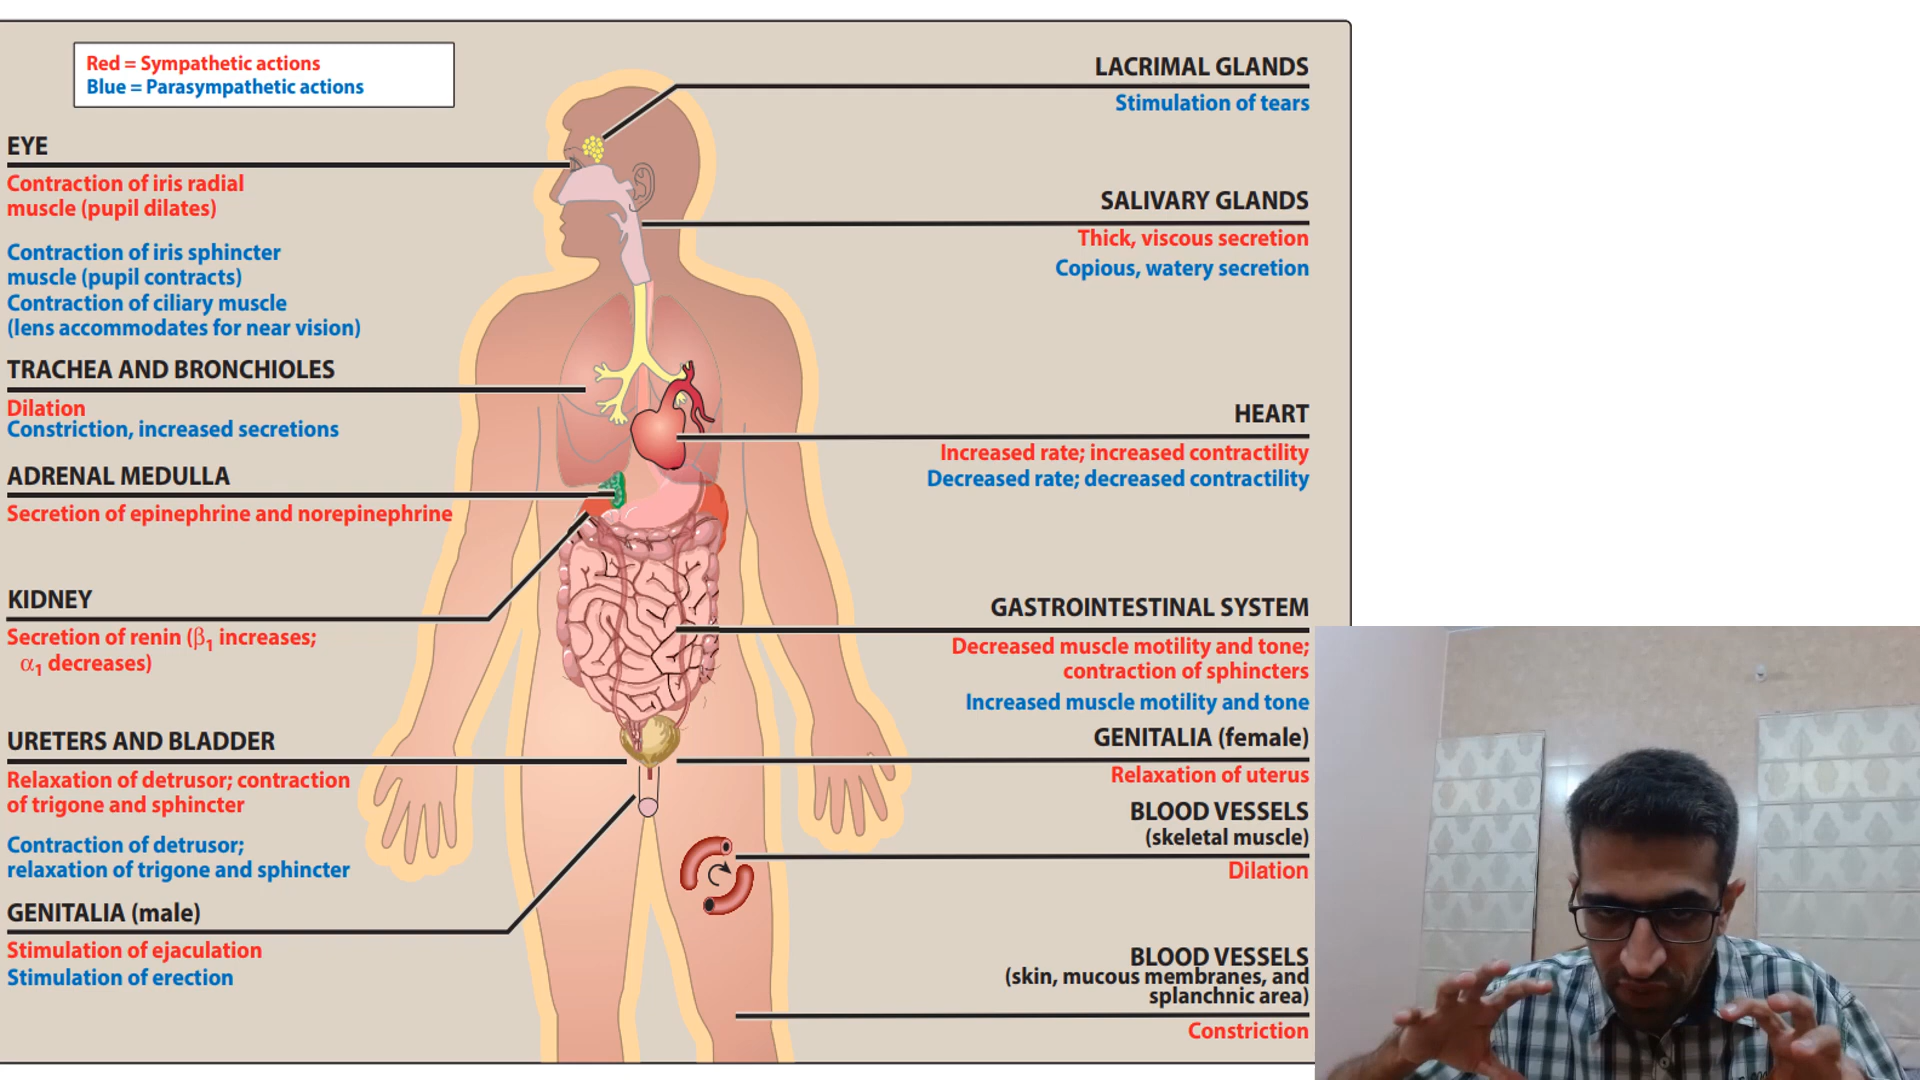 Red = Sympathetic actions
Blue = Parasympathetic actions
EYE
Contraction of iris radial
muscle (pupil dilates)
Contraction of iris sphincter
muscle (pupil contracts)
Contraction of ciliary muscle
(lens accommodates for near vision)
TRACHEA AND BRONCHIOLES
Dilation
Constriction, increased secretions
ADRENAL MEDULLA
Secretion of epinephrine and norepinephrine
KIDNEY
Secretion of renin (β₁ increases;
α₁ decreases)
URETERS AND BLADDER
Relaxation of detrusor; contraction
of trigone and sphincter
Contraction of detrusor;
relaxation of trigone and sphincter
GENITALIA (male)
Stimulation of ejaculation
Stimulation of erection
LACRIMAL GLANDS
Stimulation of tears
SALIVARY GLANDS
Thick, viscous secretion
Copious, watery secretion
HEART
Increased rate; increased contractility
Decreased rate; decreased contractility
GASTROINTESTINAL SYSTEM
Decreased muscle motility and tone;
contraction of sphincters
Increased muscle motility and tone
GENITALIA (female)
Relaxation of uterus
BLOOD VESSELS
(skeletal muscle)
Dilation
BLOOD VESSELS
(skin, mucous membranes, and
splanchnic area)
Constriction